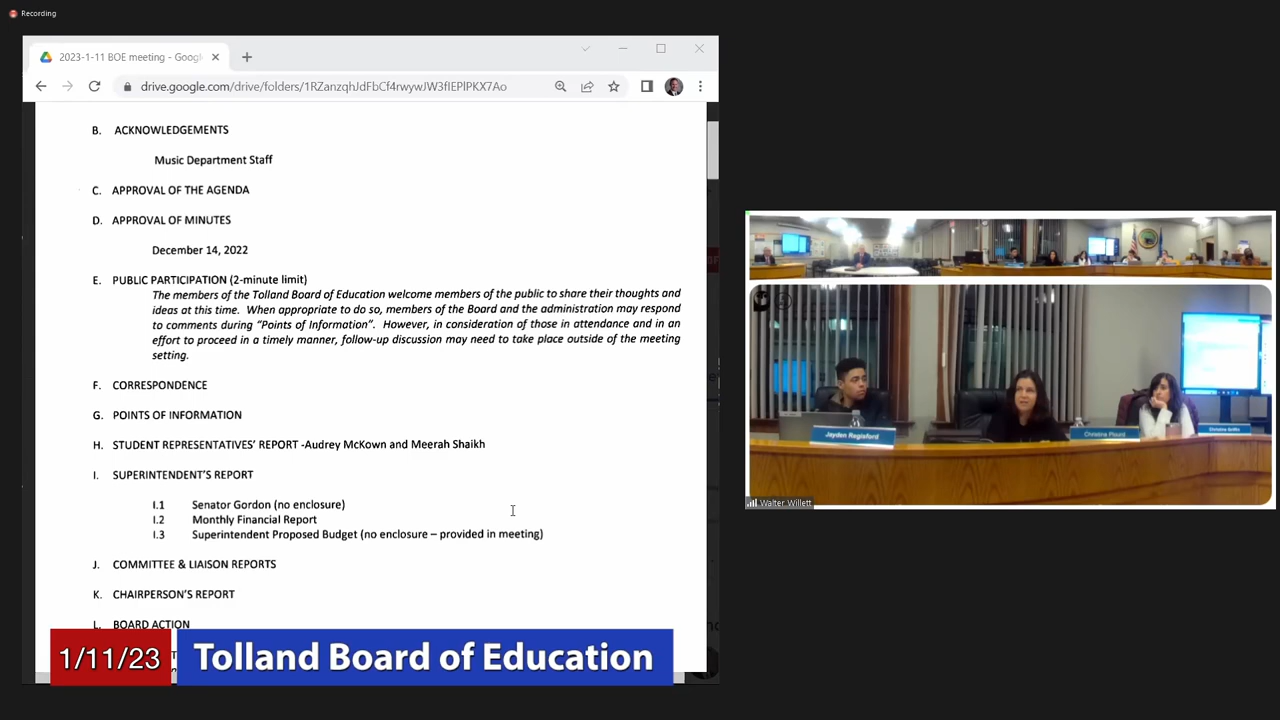 Recording
2023-1-11 BOE meeting - Googl
drive.google.com/drive/folders/1RZanzqhJdFbCf4rwywJW3fIEPlPKX7Ao
B. ACKNOWLEDGEMENTS
Music Department Staff
C. APPROVAL OF THE AGENDA
D. APPROVAL OF MINUTES
December 14, 2022
E. PUBLIC PARTICIPATION (2-minute limit)
The members of the Tolland Board of Education welcome members of the public to share their thoughts and
ideas at this time. When appropriate to do so, members of the Board and the administration may respond
to comments during "Points of Information". However, in consideration of those in attendance and in an
effort to proceed in a timely manner, follow-up discussion may need to take place outside of the meeting
setting.
F. CORRESPONDENCE
G. POINTS OF INFORMATION
H. STUDENT REPRESENTATIVES' REPORT -Audrey McKown and Meerah Shaikh
I. SUPERINTENDENT'S REPORT
I.1 Senator Gordon (no enclosure)
I.2 Monthly Financial Report
I.3 Superintendent Proposed Budget (no enclosure – provided in meeting)
J. COMMITTEE & LIAISON REPORTS
K. CHAIRPERSON'S REPORT
L. BOARD ACTION
1/11/23 Tolland Board of Education
Jayden Regisford
Christine Plourd
Christine Griffin
Walter Willett